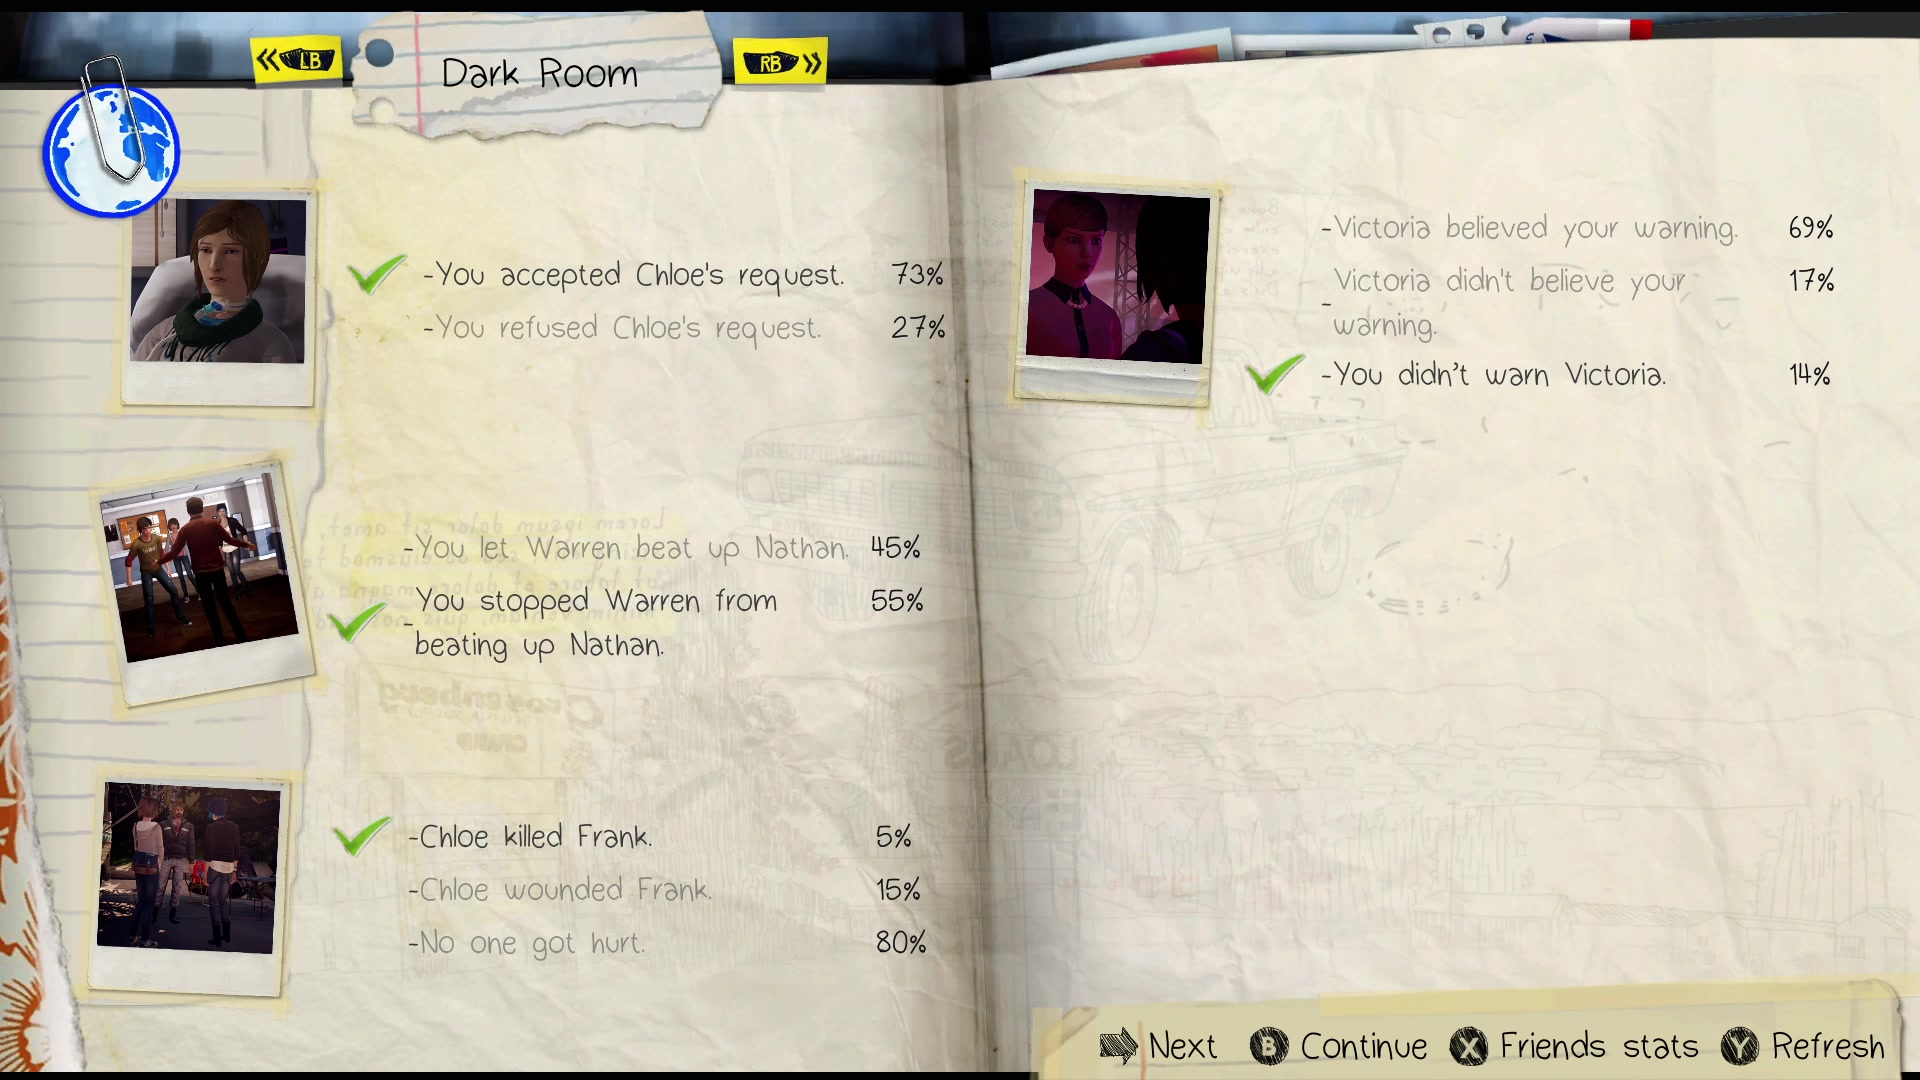 LB
Dark Room
RB
-You accepted Chloe's request. 73%
-You refused Chloe's request. 27%
-You let Warren beat up Nathan. 45%
-You stopped Warren from 55%
beating up Nathan.
-Chloe killed Frank. 5%
-Chloe wounded Frank. 15%
-No one got hurt. 80%
-Victoria believed your warning. 69%
-Victoria didn't believe your 17%
warning.
-You didn't warn Victoria. 14%
Next B Continue X Friends stats Y Refresh